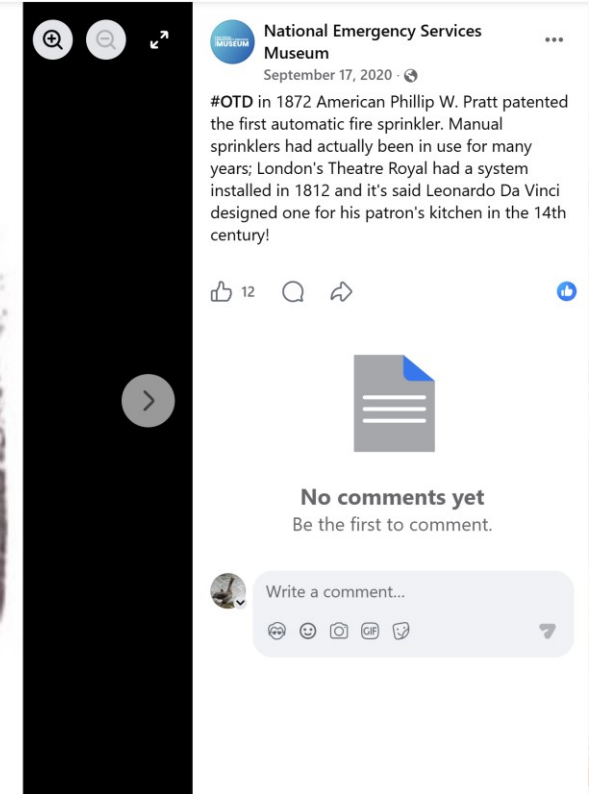 National Emergency Services
Museum
September 17, 2020 ·
#OTD in 1872 American Phillip W. Pratt patented
the first automatic fire sprinkler. Manual
sprinklers had actually been in use for many
years; London's Theatre Royal had a system
installed in 1812 and it's said Leonardo Da Vinci
designed one for his patron's kitchen in the 14th
century!
12
No comments yet
Be the first to comment.
Write a comment...
GIF